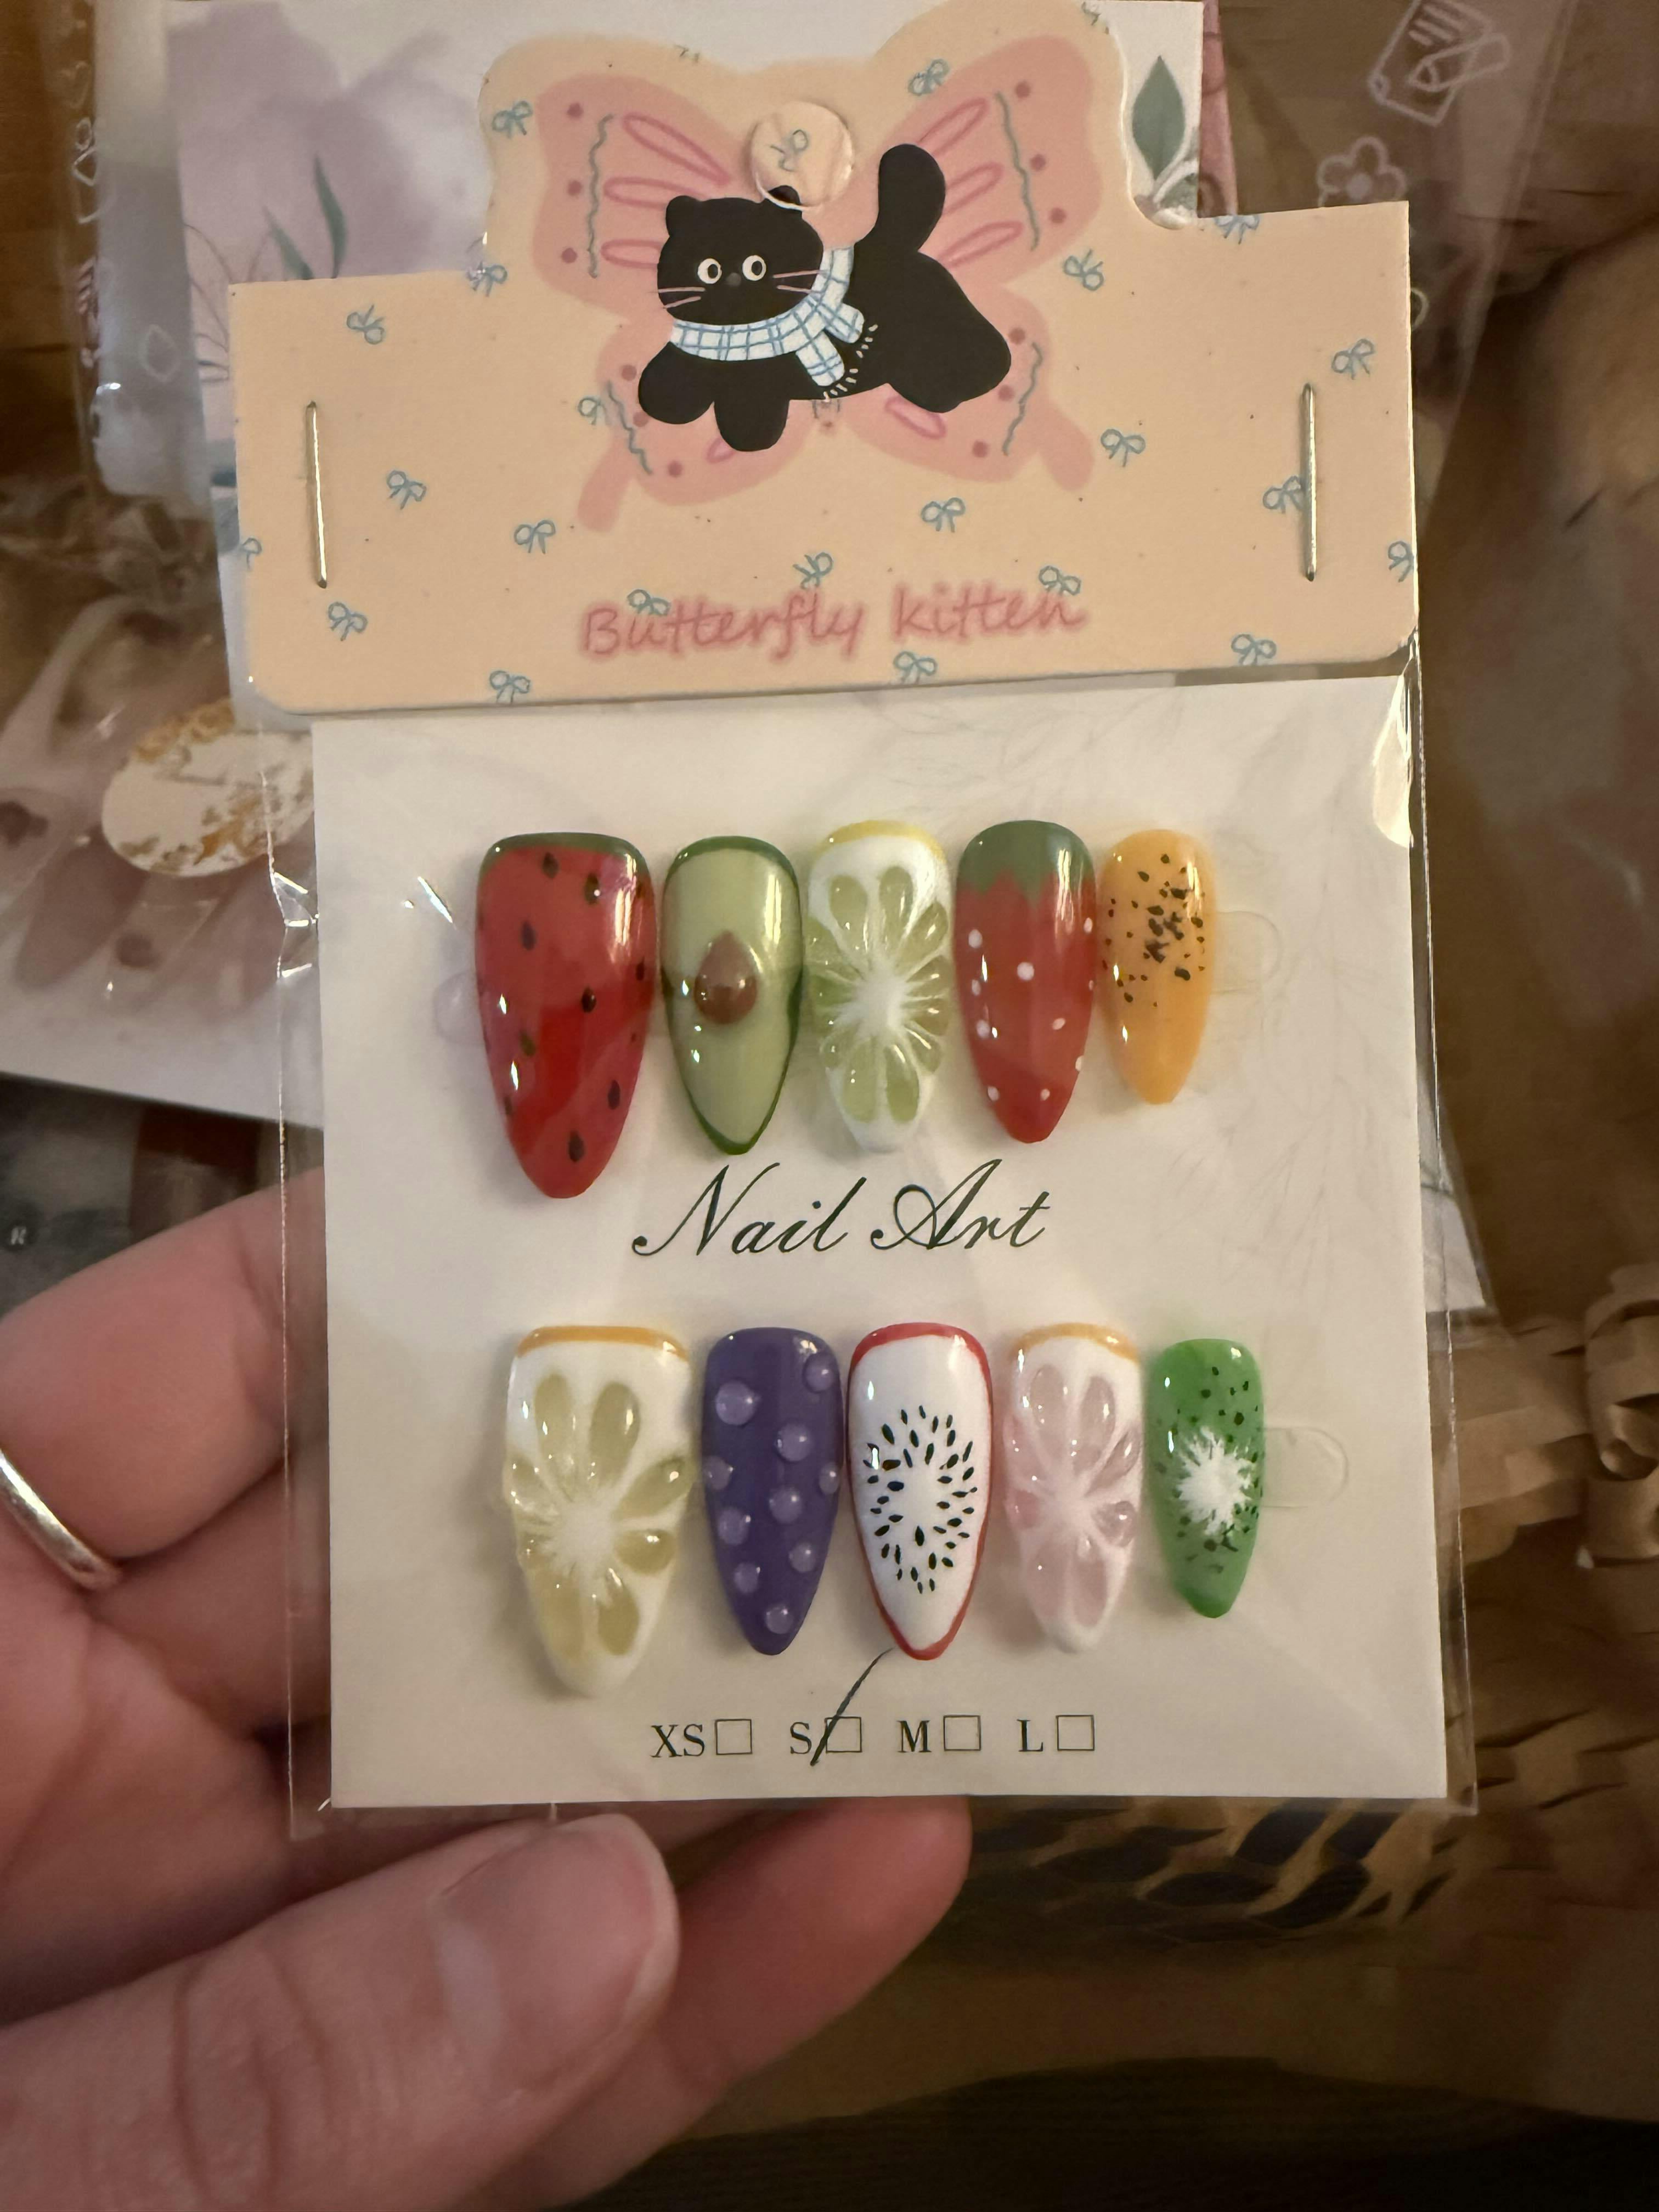 Butterfly kitten
Nail Art
XS□ S□ M□ L□
R